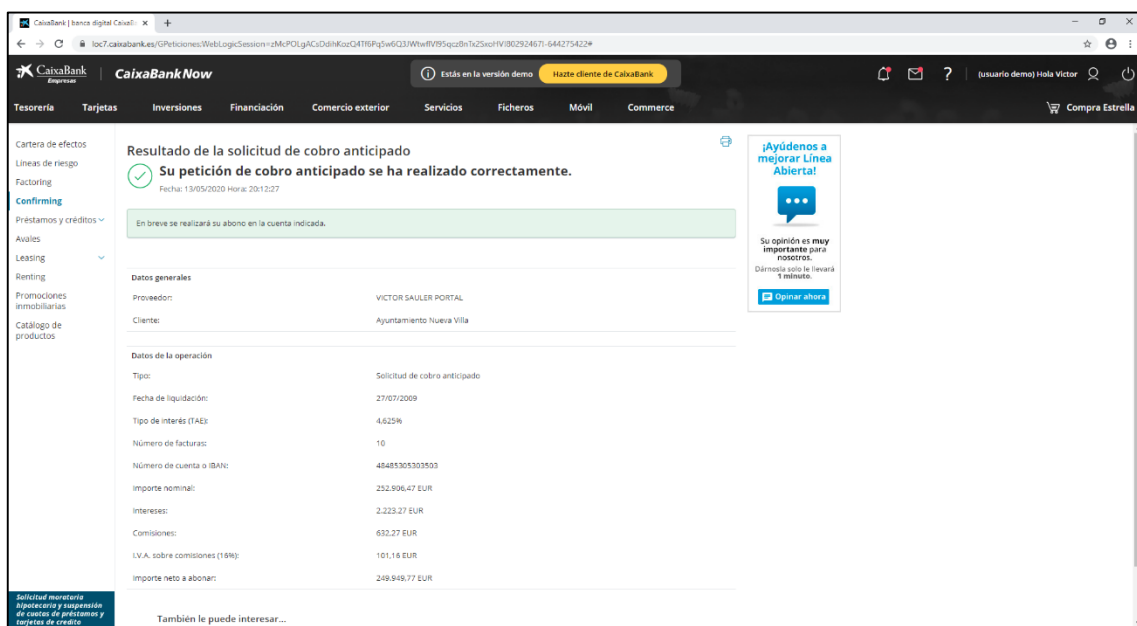 CaixaBank | banca digital CaixaB
loc7.caixabank.es/GPeticiones;WebLogicSession=zMcPOLgACsDdihKozQ4Tf6Pq5w6Q3JWtwflVl95qcz8nTx2SxoHVl802924671-644275422#
CaixaBank
Empresas
CaixaBankNow
Estás en la versión demo
Hazte cliente de CaixaBank
(usuario demo) Hola Victor
Tesorería Tarjetas Inversiones Financiación Comercio exterior Servicios Ficheros Móvil Commerce
Compra Estrella
Cartera de efectos
Líneas de riesgo
Factoring
Confirming
Préstamos y créditos
Avales
Leasing
Renting
Promociones
inmobiliarias
Catálogo de
productos
Solicitud moratoria
hipotecaria y suspensión
de cuotas de préstamos y
tarjetas de credito
Resultado de la solicitud de cobro anticipado
Su petición de cobro anticipado se ha realizado correctamente.
Fecha: 13/05/2020 Hora: 20:12:27
En breve se realizará su abono en la cuenta indicada.
Datos generales
Proveedor: VICTOR SAULER PORTAL
Cliente: Ayuntamiento Nueva Villa
Datos de la operación
Tipo: Solicitud de cobro anticipado
Fecha de liquidación: 27/07/2009
Tipo de interés (TAE): 4,625%
Número de facturas: 10
Número de cuenta o IBAN: 48485305303503
Importe nominal: 252.906,47 EUR
Intereses: 2.223,27 EUR
Comisiones: 632,27 EUR
I.V.A. sobre comisiones (16%): 101,16 EUR
Importe neto a abonar: 249.949,77 EUR
También le puede interesar...
¡Ayúdenos a
mejorar Línea
Abierta!
Su opinión es muy
importante para
nosotros.
Dárnosla solo le llevará
1 minuto.
Opinar ahora